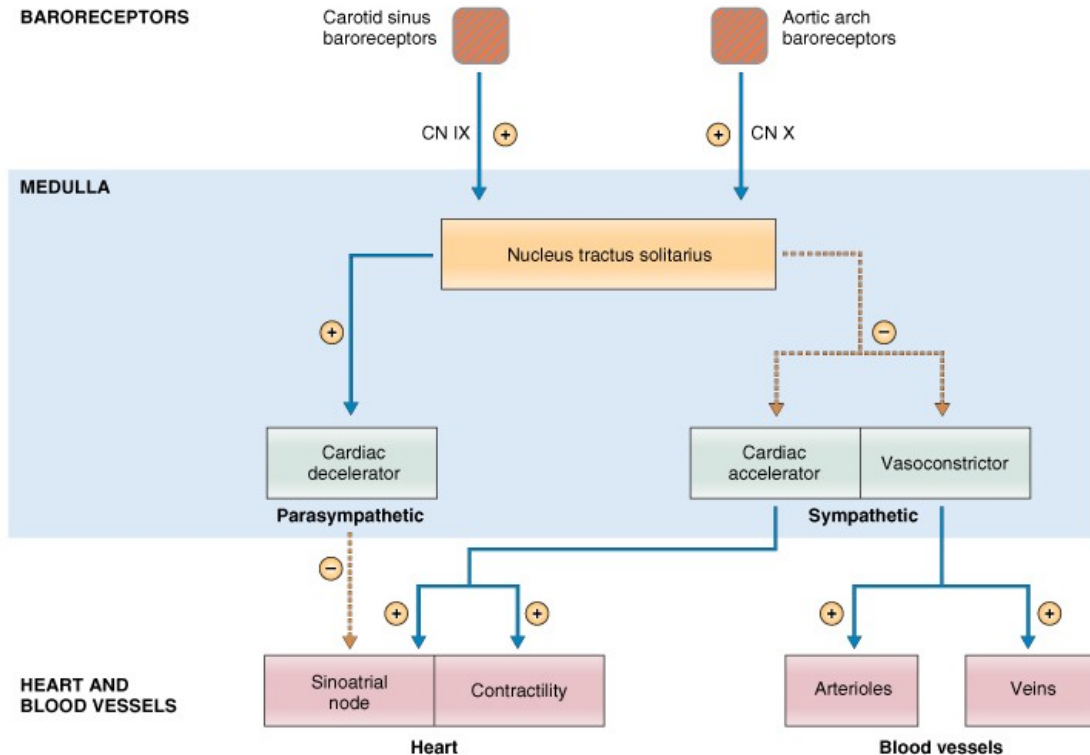 BARORECEPTORS
Carotid sinus
baroreceptors
Aortic arch
baroreceptors
CN IX
+
CN X
+
MEDULLA
Nucleus tractus solitarius
+
−
Cardiac
decelerator
Cardiac
accelerator
Vasoconstrictor
Parasympathetic
Sympathetic
−
+
+
+
+
HEART AND
BLOOD VESSELS
Sinoatrial
node
Contractility
Arterioles
Veins
Heart
Blood vessels